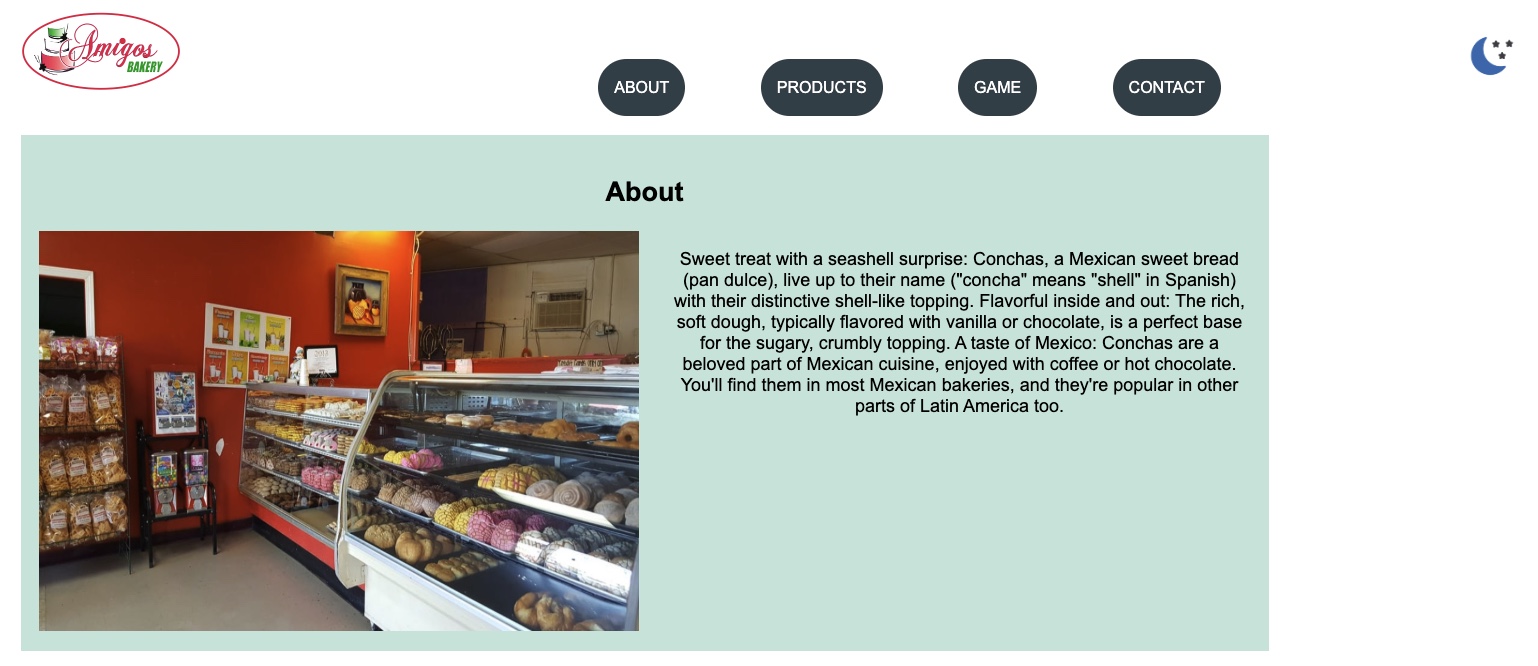 Amigos
BAKERY
ABOUT
PRODUCTS
GAME
CONTACT
About
Sweet treat with a seashell surprise: Conchas, a Mexican sweet bread
(pan dulce), live up to their name ("concha" means "shell" in Spanish)
with their distinctive shell-like topping. Flavorful inside and out: The rich,
soft dough, typically flavored with vanilla or chocolate, is a perfect base
for the sugary, crumbly topping. A taste of Mexico: Conchas are a
beloved part of Mexican cuisine, enjoyed with coffee or hot chocolate.
You'll find them in most Mexican bakeries, and they're popular in other
parts of Latin America too.